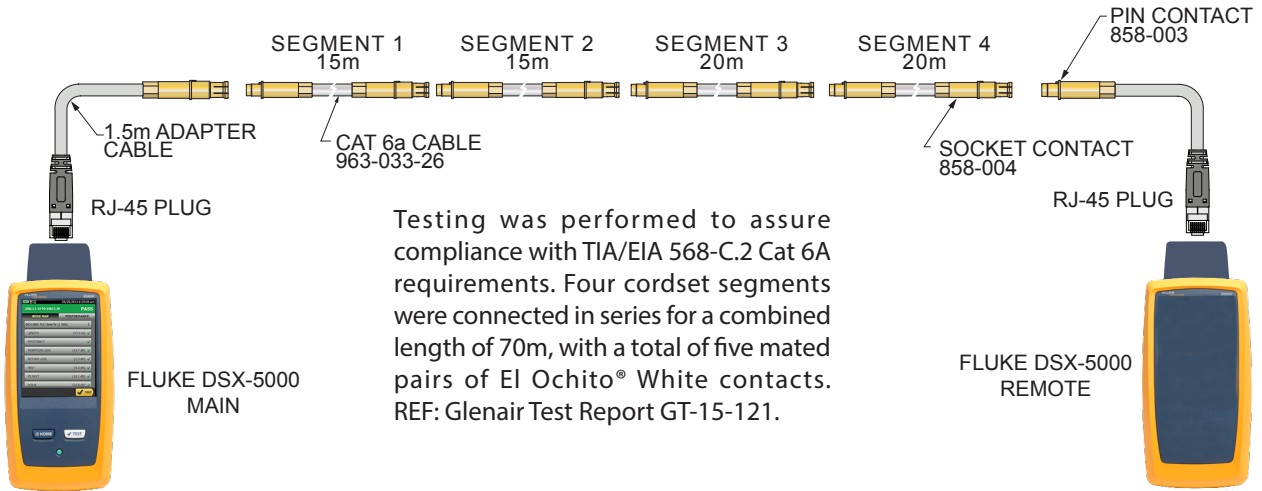 PIN CONTACT
858-003
SEGMENT 1
15m
SEGMENT 2
15m
SEGMENT 3
20m
SEGMENT 4
20m
1.5m ADAPTER
CABLE
CAT 6a CABLE
963-033-26
SOCKET CONTACT
858-004
RJ-45 PLUG
RJ-45 PLUG
Testing was performed to assure
compliance with TIA/EIA 568-C.2 Cat 6A
requirements. Four cordset segments
were connected in series for a combined
length of 70m, with a total of five mated
pairs of El Ochito® White contacts.
REF: Glenair Test Report GT-15-121.
FLUKE
PASS
LENGTH
HOME
TEST
FLUKE DSX-5000
MAIN
FLUKE DSX-5000
REMOTE